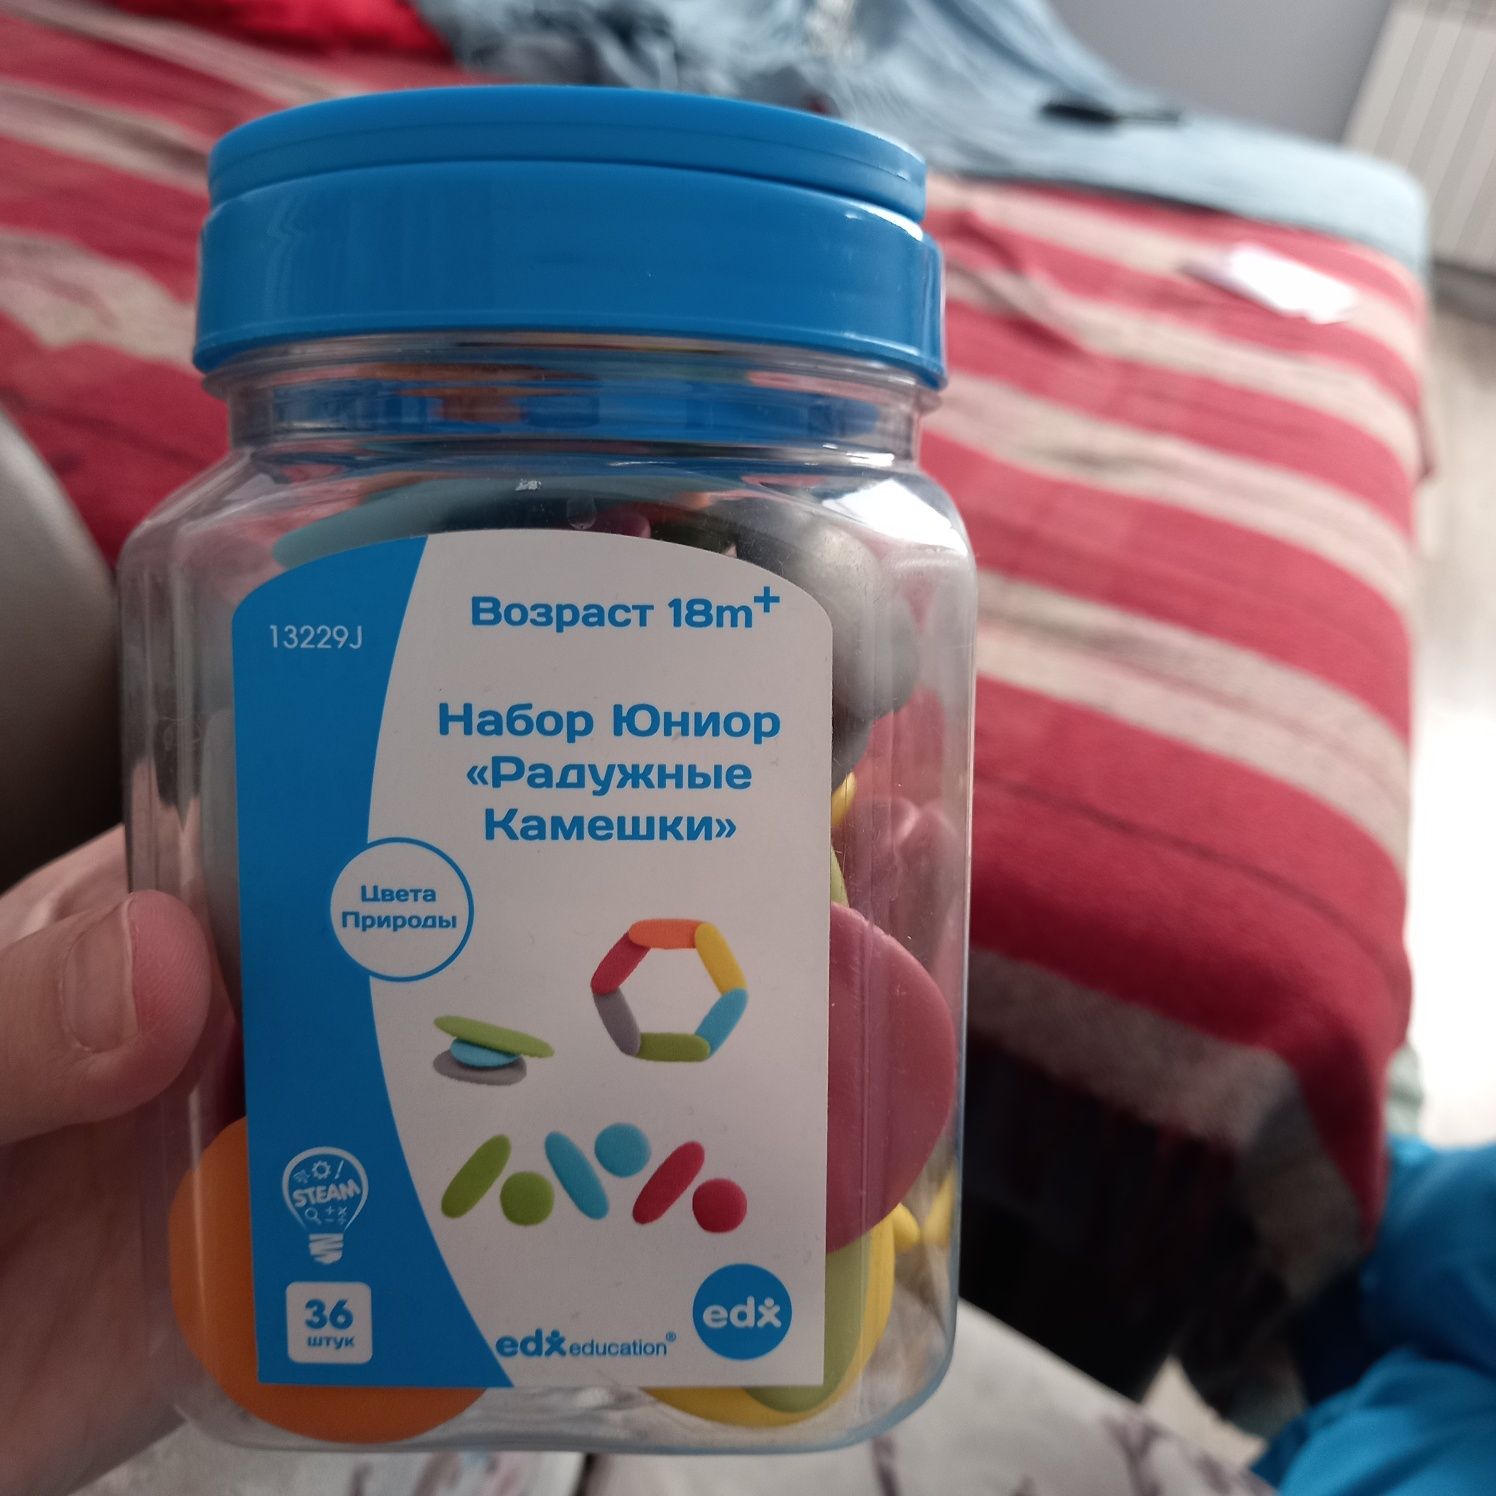 13229J
Возраст 18m+
Набор Юниор
«Радужные
Камешки»
Цвета
Природы
STEAM
36
штук
edx education®
edx